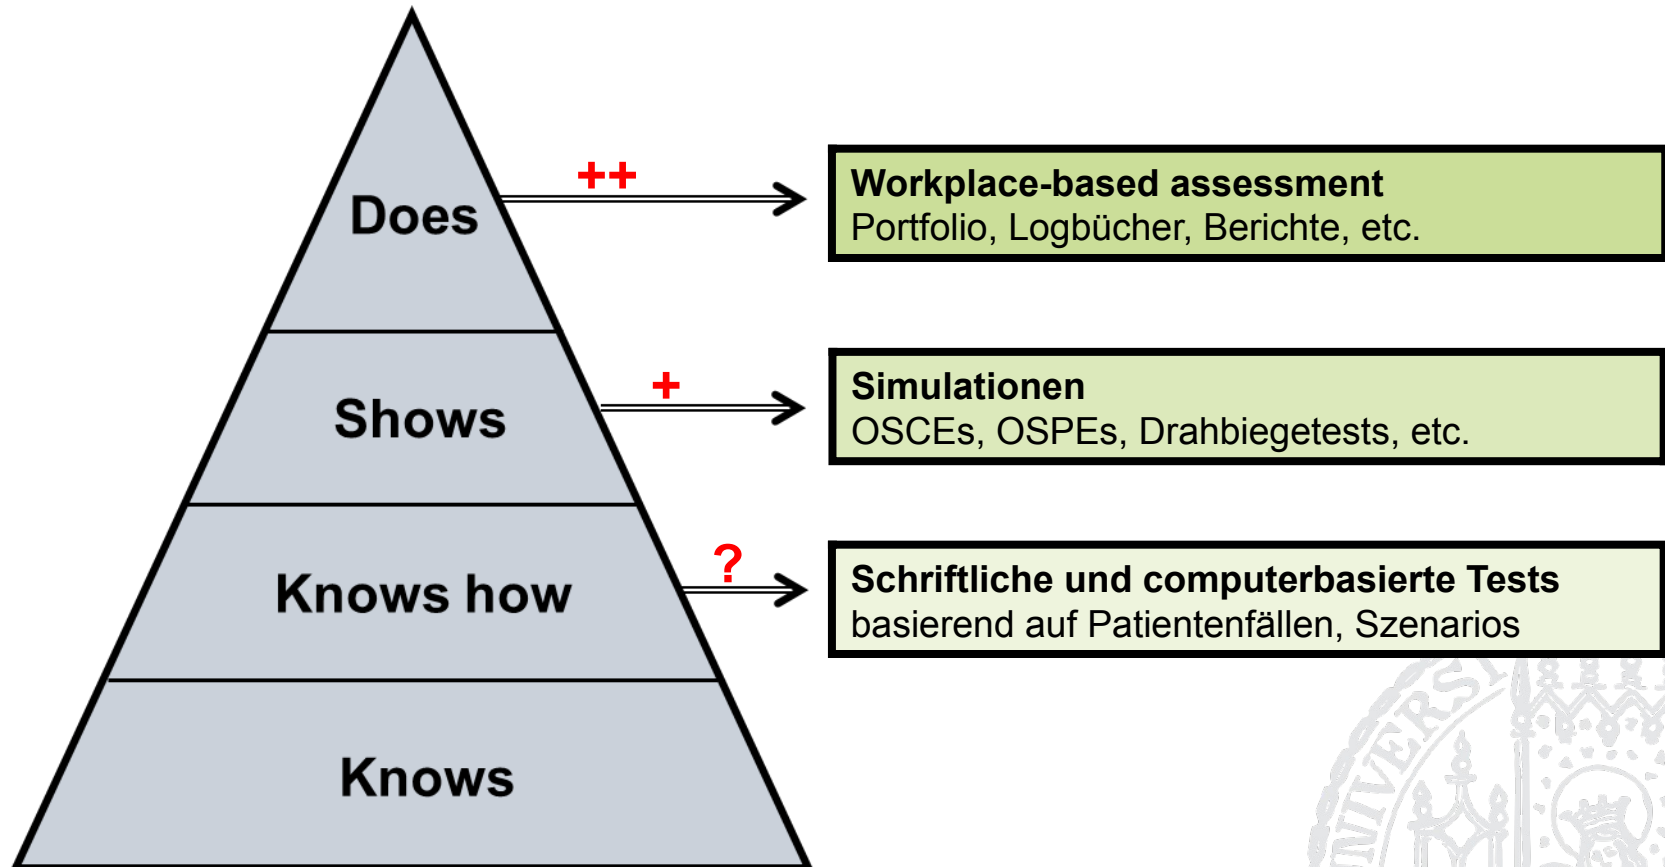 Does
++
Workplace-based assessment
Portfolio, Logbücher, Berichte, etc.
Shows
+
Simulationen
OSCEs, OSPEs, Drahbiegetests, etc.
Knows how
?
Schriftliche und computerbasierte Tests
basierend auf Patientenfällen, Szenarios
Knows
UNIVERSI